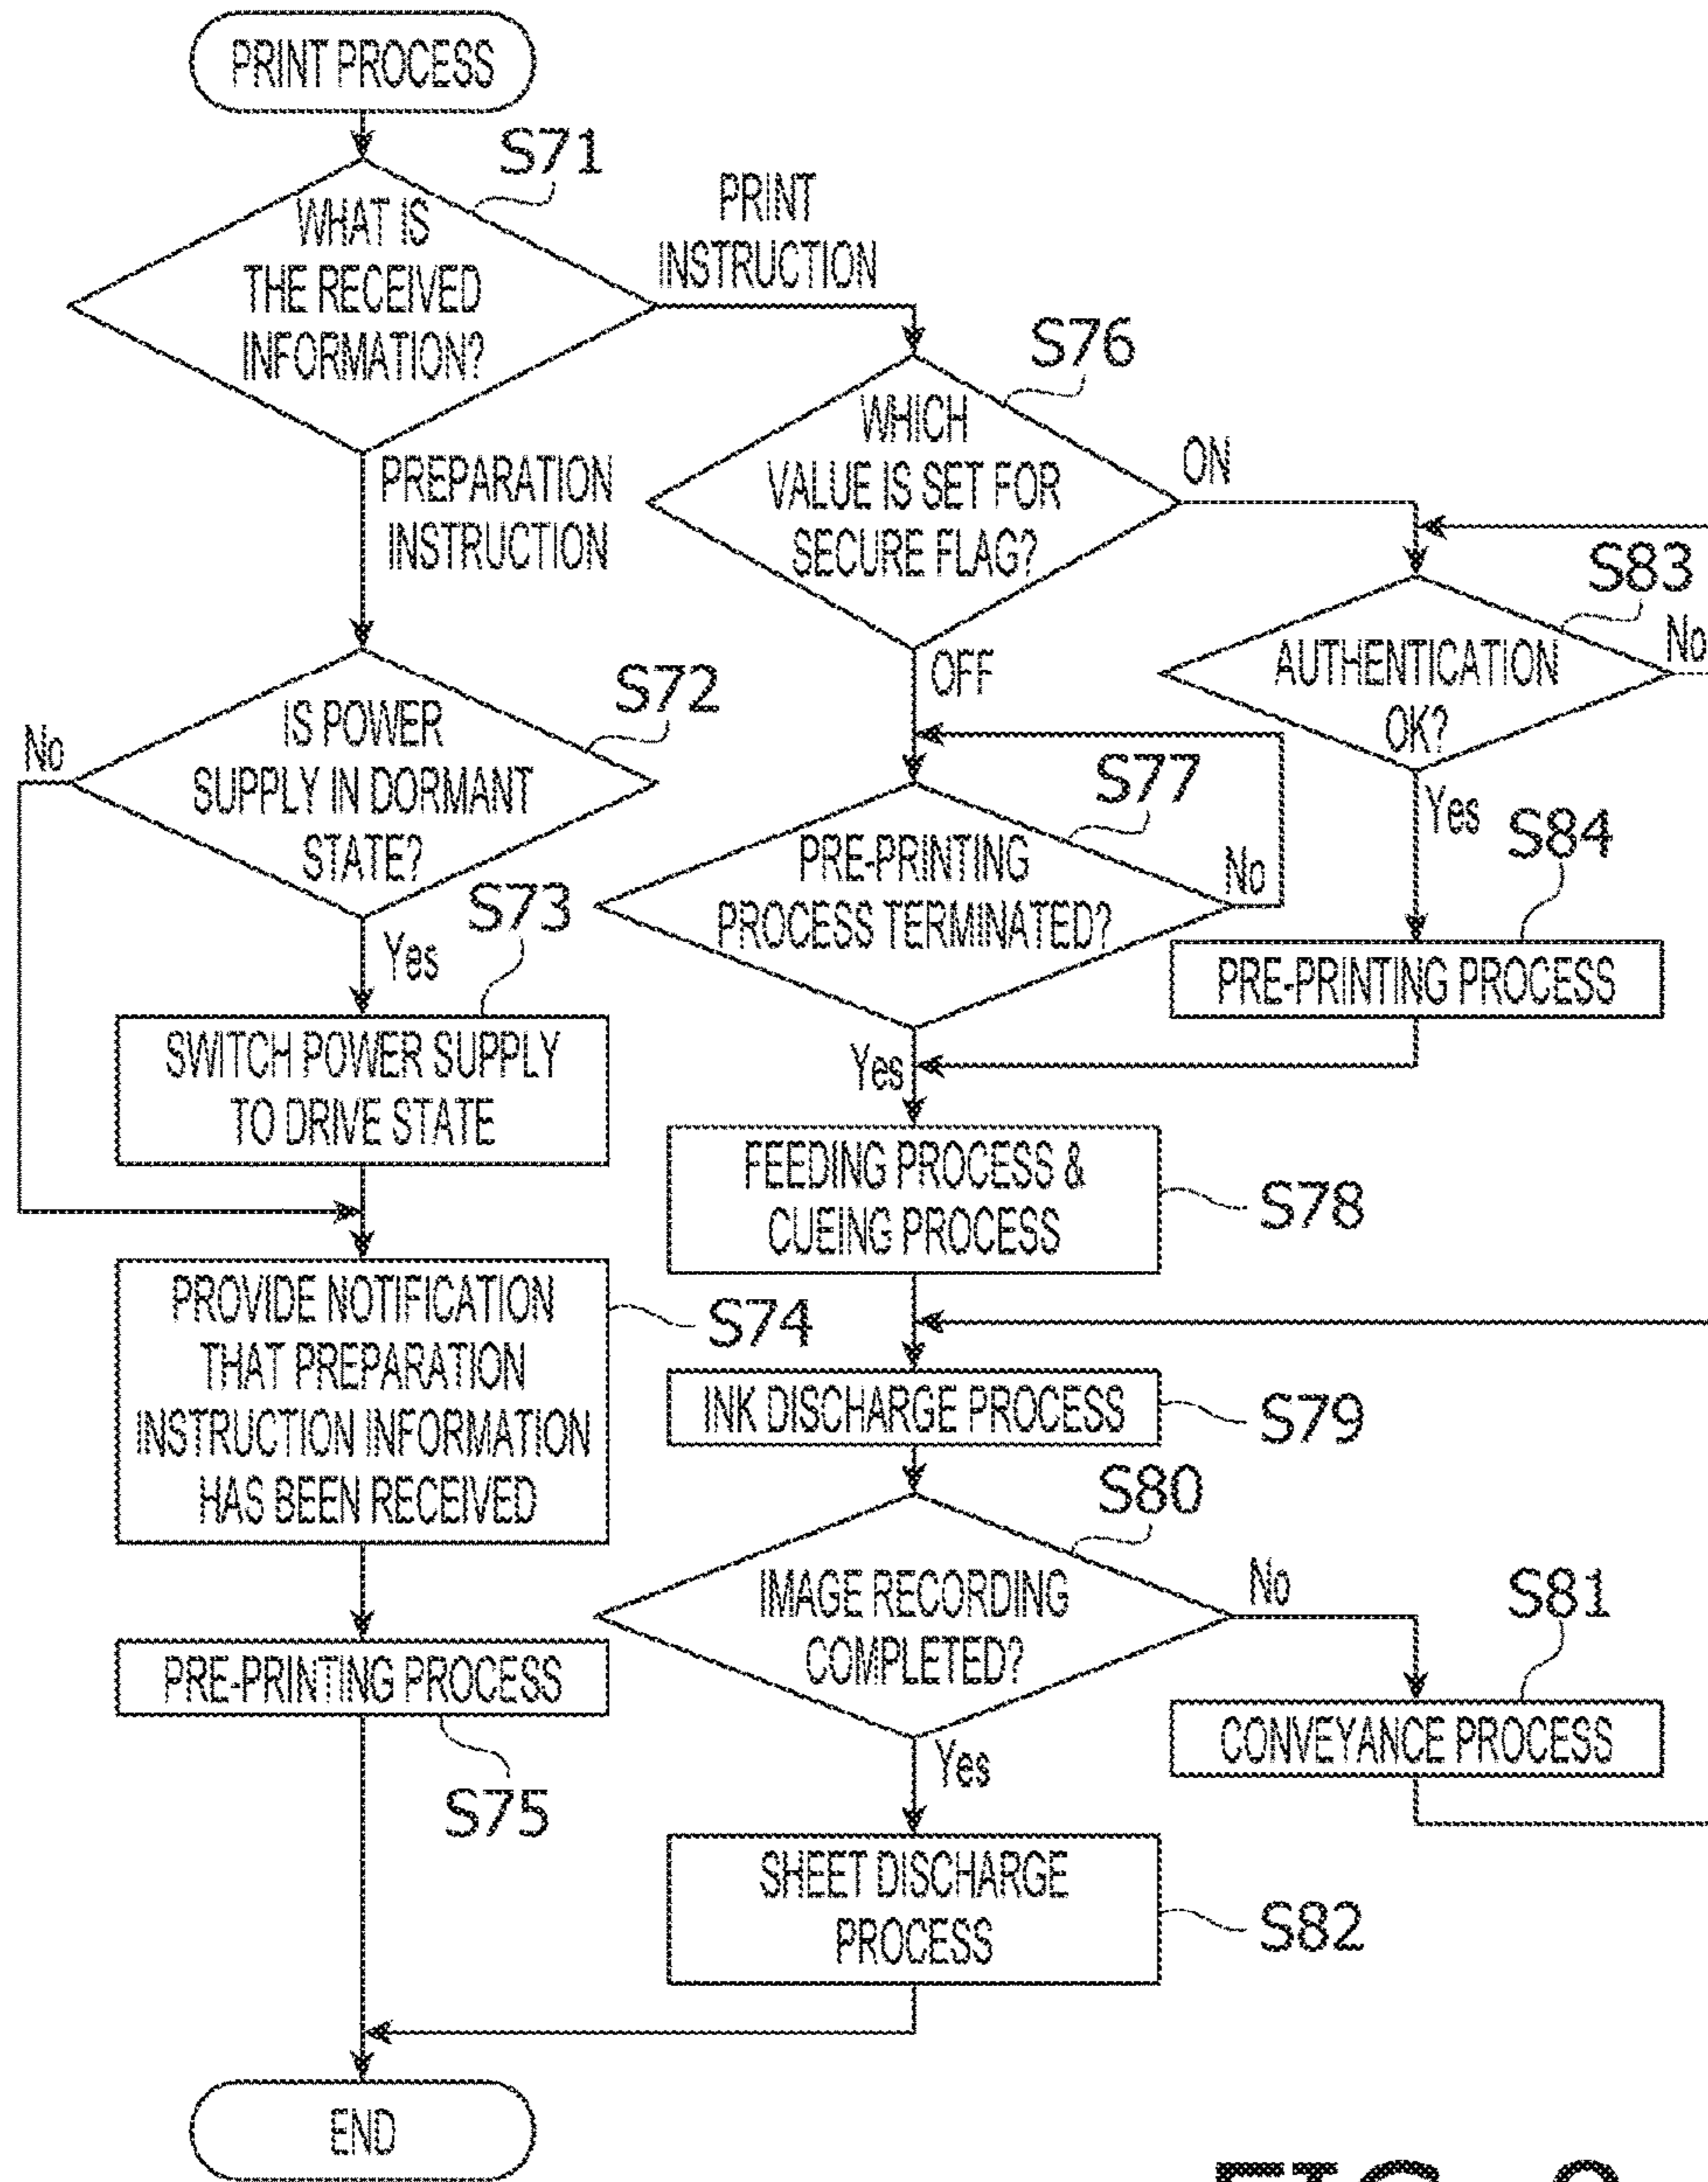 PRINT PROCESS
S71
WHAT IS
THE RECEIVED
INFORMATION?
PRINT
INSTRUCTION
PREPARATION
INSTRUCTION
S76
WHICH
VALUE IS SET FOR
SECURE FLAG?
ON
OFF
S83
AUTHENTICATION
OK?
No
Yes
S72
IS POWER
SUPPLY IN DORMANT
STATE?
No
Yes
S77
PRE-PRINTING
PROCESS TERMINATED?
No
Yes
S84
PRE-PRINTING PROCESS
S73
SWITCH POWER SUPPLY
TO DRIVE STATE
FEEDING PROCESS &
CUEING PROCESS
S78
PROVIDE NOTIFICATION
THAT PREPARATION
INSTRUCTION INFORMATION
HAS BEEN RECEIVED
S74
INK DISCHARGE PROCESS
S79
S80
IMAGE RECORDING
COMPLETED?
No
Yes
S81
CONVEYANCE PROCESS
PRE-PRINTING PROCESS
S75
SHEET DISCHARGE
PROCESS
S82
END